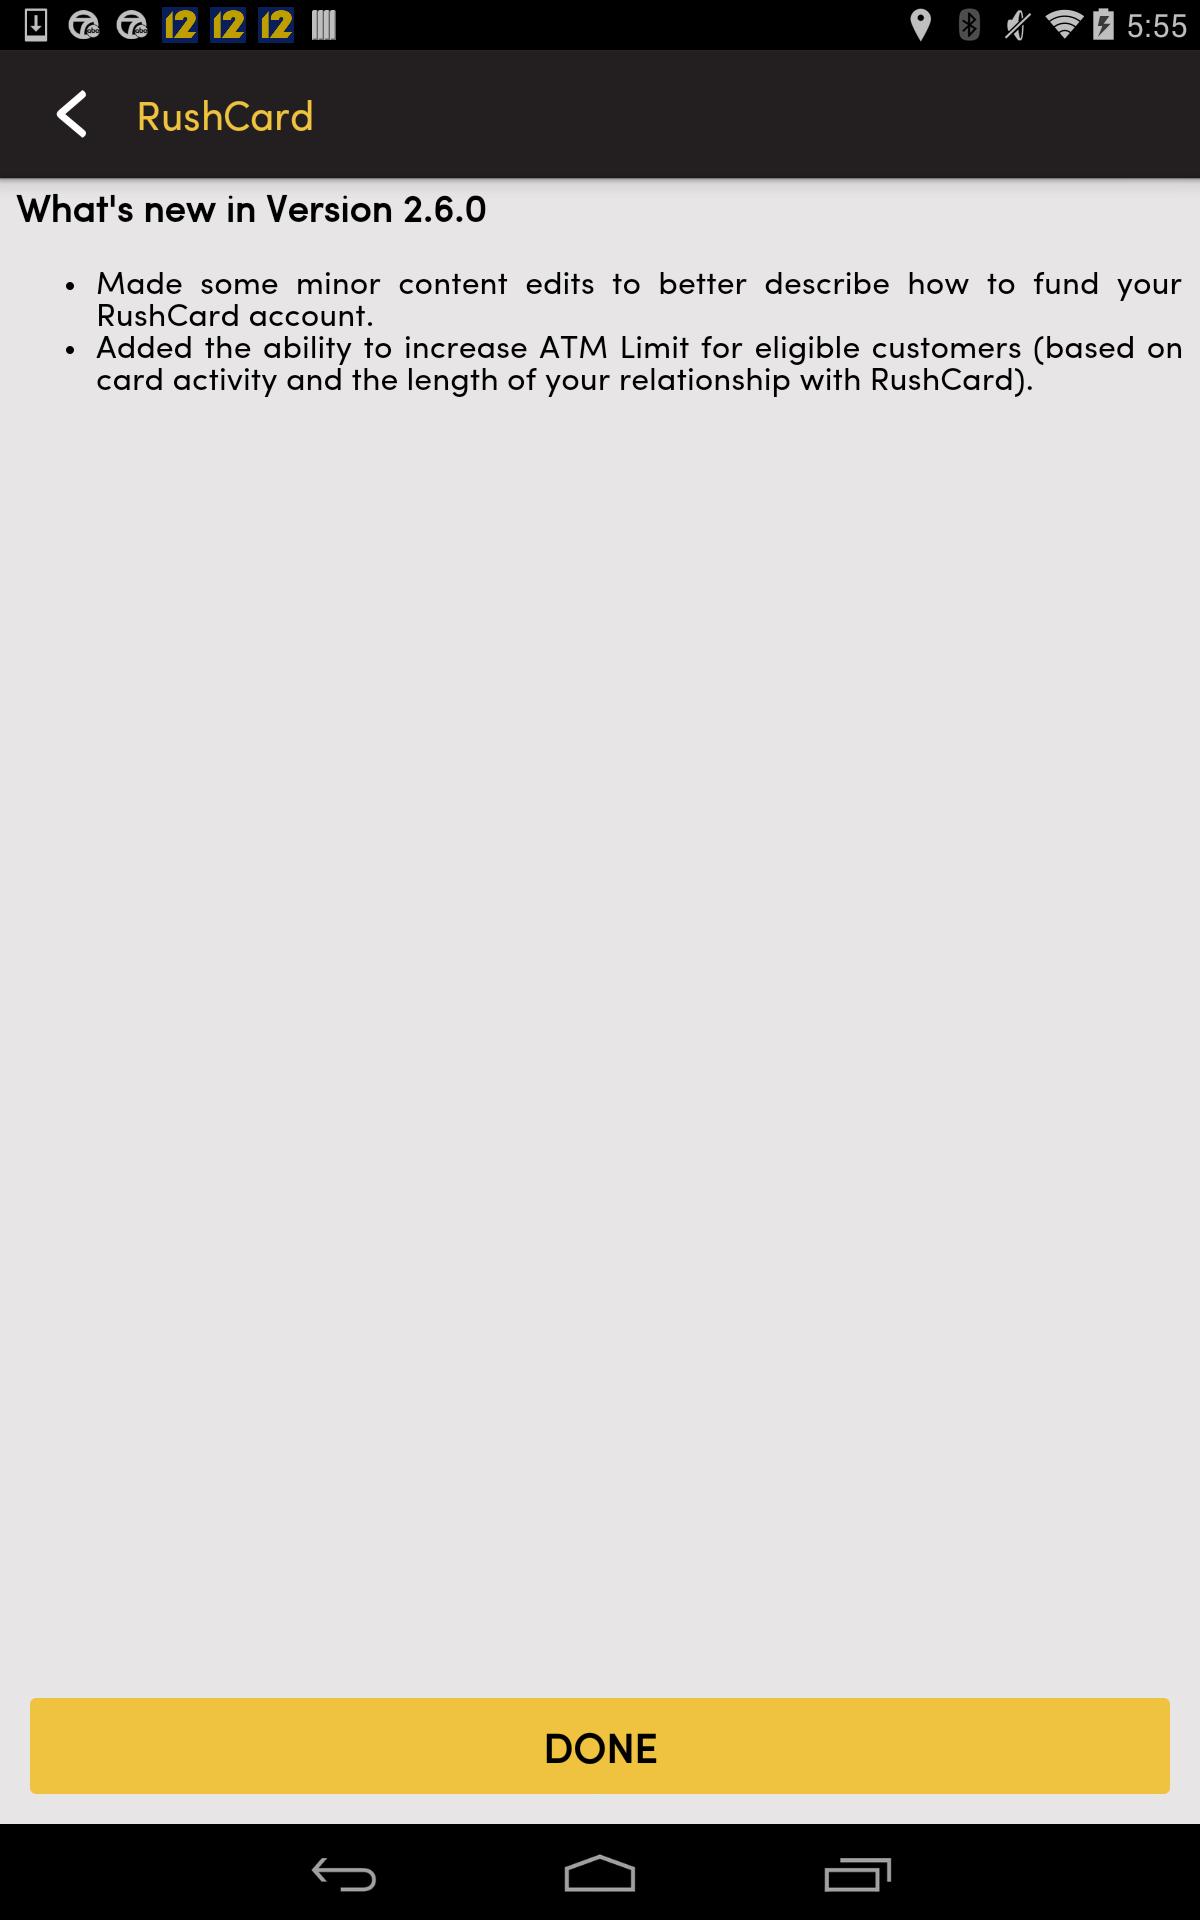 7abc 7abc 12 12 12 5:55
RushCard
What's new in Version 2.6.0
• Made some minor content edits to better describe how to fund your
RushCard account.
• Added the ability to increase ATM Limit for eligible customers (based on
card activity and the length of your relationship with RushCard).
DONE